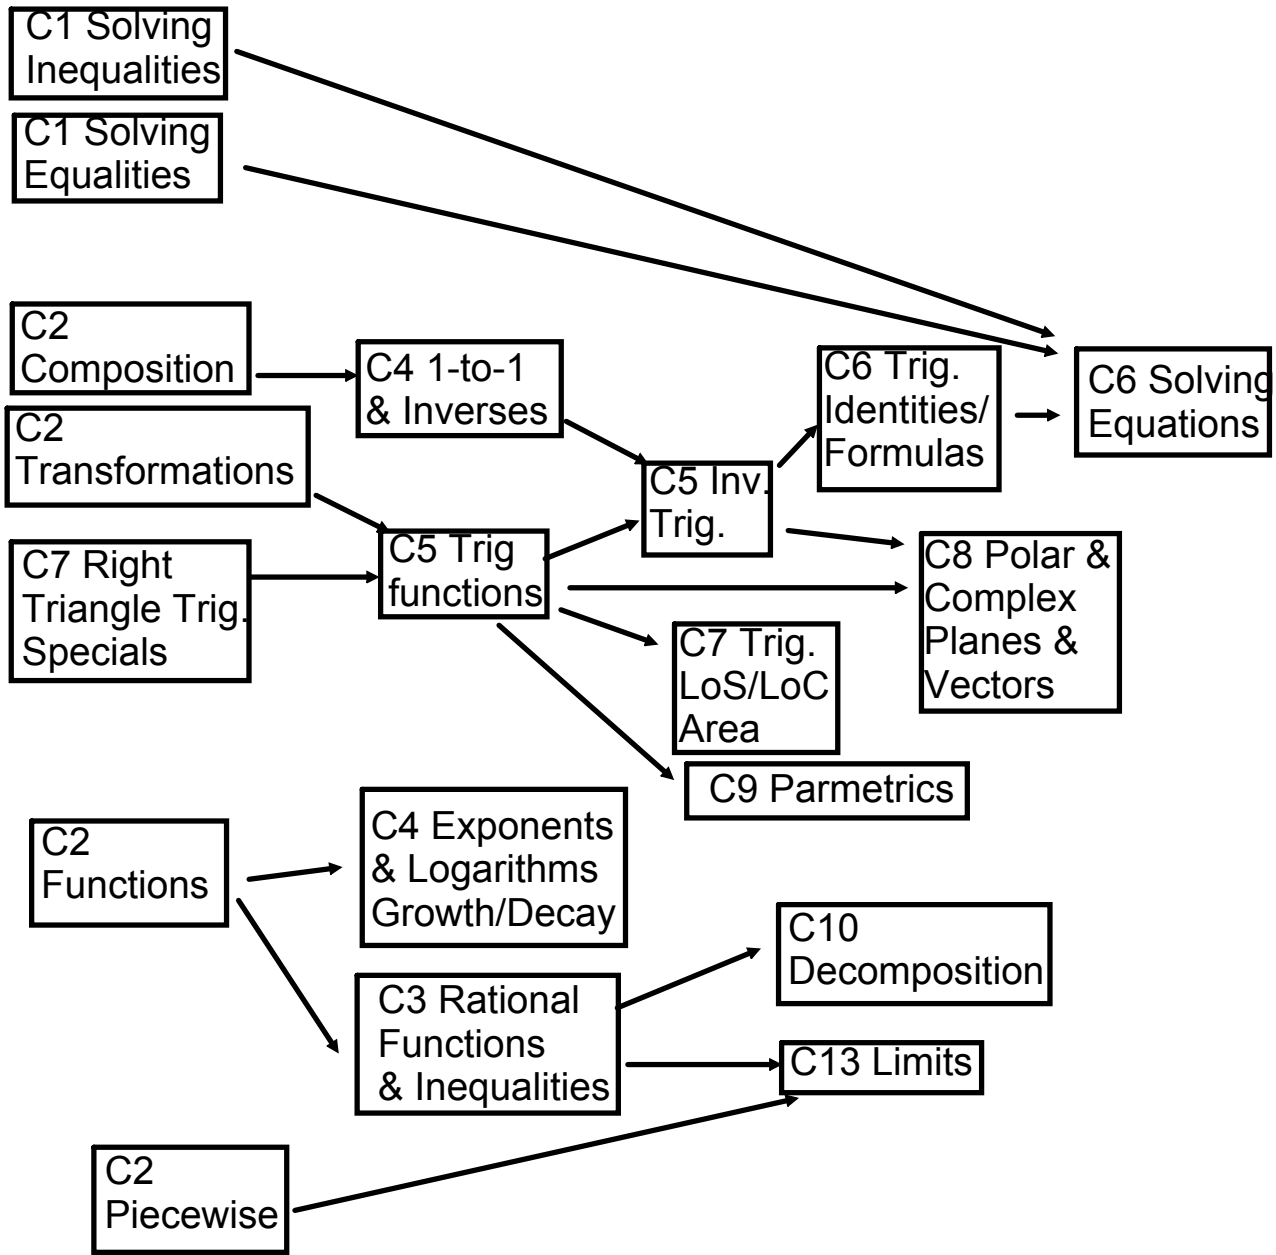 C1 Solving
Inequalities
C1 Solving
Equalities
C2
Composition
C4 1-to-1
& Inverses
C6 Trig.
Identities/
Formulas
C6 Solving
Equations
C2
Transformations
C5 Inv.
Trig.
C7 Right
Triangle Trig.
Specials
C5 Trig
functions
C8 Polar &
Complex
Planes &
Vectors
C7 Trig.
LoS/LoC
Area
C9 Parmetrics
C2
Functions
C4 Exponents
& Logarithms
Growth/Decay
C10
Decomposition
C3 Rational
Functions
& Inequalities
C13 Limits
C2
Piecewise